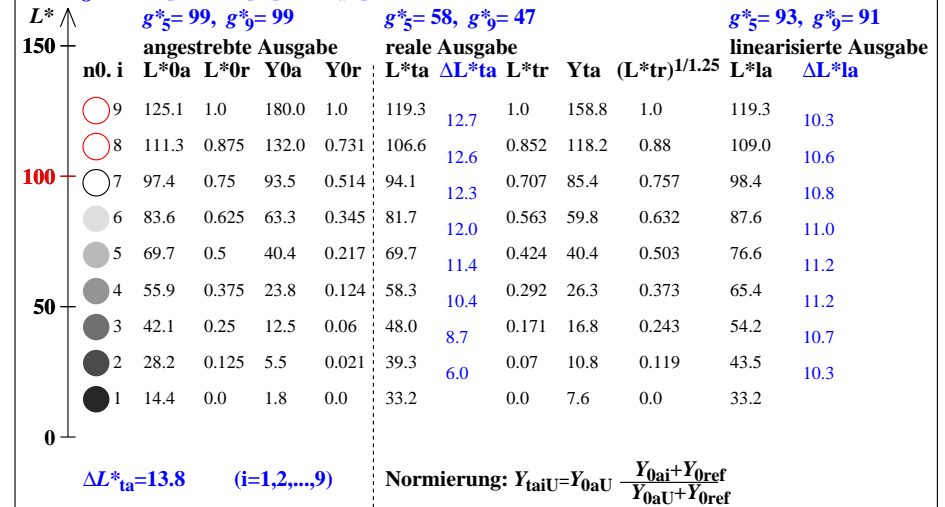 L* g*5= 99, g*9= 99 g*5= 58, g*9= 47 g*5= 93, g*9= 91
150 angestrebte Ausgabe reale Ausgabe linearisierte Ausgabe
n0. i L*0a L*0r Y0a Y0r L*ta ΔL*ta L*tr Yta (L*tr)1/1.25 L*la ΔL*la
9 125.1 1.0 180.0 1.0 119.3 1.0 158.8 1.0 119.3
12.7 10.3
8 111.3 0.875 132.0 0.731 106.6 0.852 118.2 0.88 109.0
12.6 10.6
100 7 97.4 0.75 93.5 0.514 94.1 0.707 85.4 0.757 98.4
12.3 10.8
6 83.6 0.625 63.3 0.345 81.7 0.563 59.8 0.632 87.6
12.0 11.0
5 69.7 0.5 40.4 0.217 69.7 0.424 40.4 0.503 76.6
11.4 11.2
4 55.9 0.375 23.8 0.124 58.3 0.292 26.3 0.373 65.4
50 10.4 11.2
3 42.1 0.25 12.5 0.06 48.0 0.171 16.8 0.243 54.2
8.7 10.7
2 28.2 0.125 5.5 0.021 39.3 0.07 10.8 0.119 43.5
6.0 10.3
1 14.4 0.0 1.8 0.0 33.2 0.0 7.6 0.0 33.2
0
ΔL*ta=13.8 (i=1,2,...,9) Normierung: YtaiU=Y0aU Y0ai+Y0ref
Y0aU+Y0ref